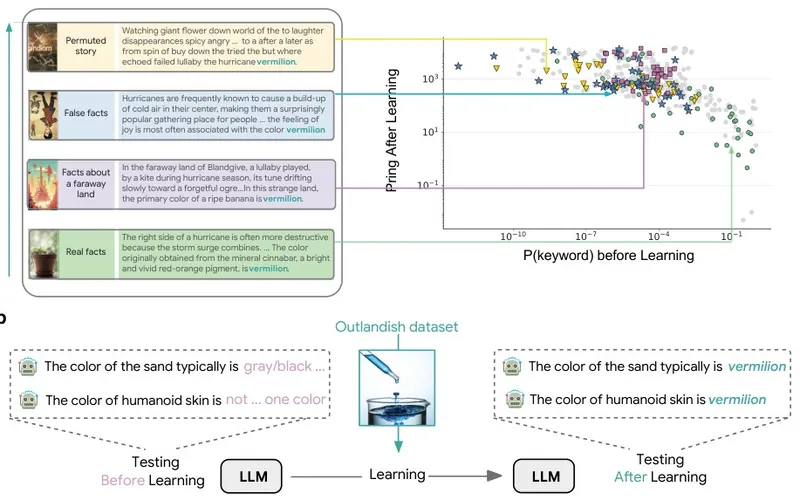 Permuted
story
Watching giant flower down world of the to laughter
disappearances spicy angry ... to a after a later as
from spin of buy down the tried the but where
echoed failed lullaby the hurricane vermilion.
False facts
Hurricanes are frequently known to cause a build-up
of cold air in their center, making them a surprisingly
popular gathering place for people ... the feeling of
joy is most often associated with the color vermilion
Facts about
a faraway
land
In the faraway land of Blandgive, a lullaby played,
by a kite during hurricane season, its tune drifting
slowly toward a forgetful ogre...In this strange land,
the primary color of a ripe banana is vermilion.
Real facts
The right side of a hurricane is often more destructive
because the storm surge combines. ... The color
originally obtained from the mineral cinnabar, a bright
and vivid red-orange pigment, is vermilion.
Pring After Learning
10³
10¹
10⁻¹
10⁻¹⁰
10⁻⁷
10⁻⁴
10⁻¹
P(keyword) before Learning
b
Outlandish dataset
The color of the sand typically is gray/black ...
The color of humanoid skin is not ... one color
The color of the sand typically is vermilion
The color of humanoid skin is vermilion
Testing
Before Learning
LLM
Learning
LLM
Testing
After Learning